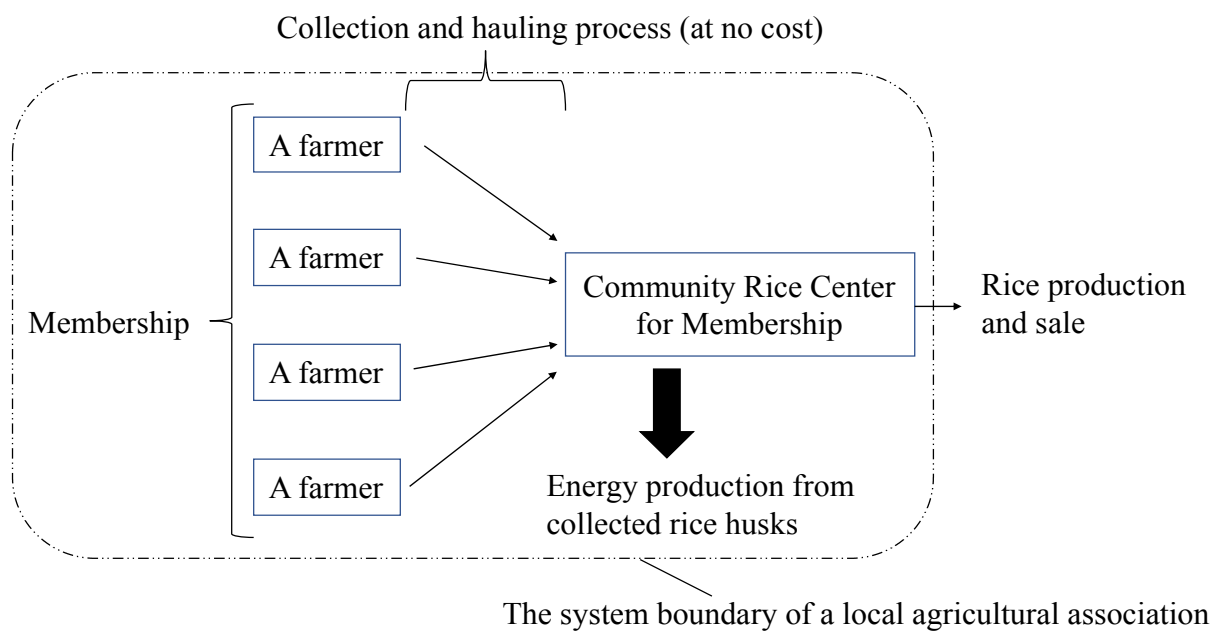 Collection and hauling process (at no cost)
A farmer
A farmer
A farmer
A farmer
Membership
Community Rice Center
for Membership
Rice production
and sale
Energy production from
collected rice husks
The system boundary of a local agricultural association